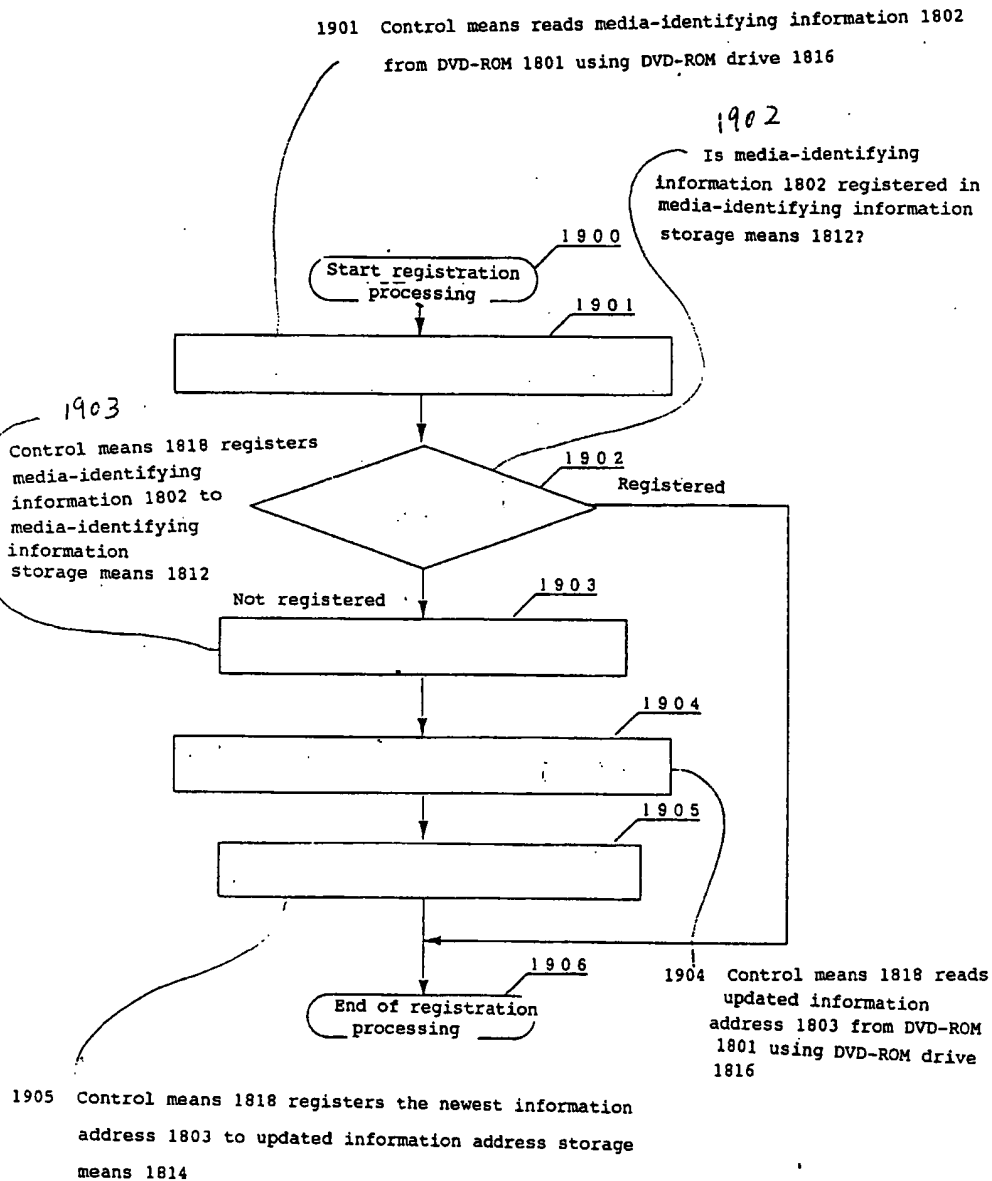 1901 Control means reads media-identifying information 1802
from DVD-ROM 1801 using DVD-ROM drive 1816
1902
Is media-identifying
information 1802 registered in
media-identifying information
storage means 1812?
1900
Start registration
processing
1901
1903
Control means 1818 registers
media-identifying
information 1802 to
media-identifying
information
storage means 1812
1902
Registered
Not registered
1903
1904
1905
1906
End of registration
processing
1904 Control means 1818 reads
updated information
address 1803 from DVD-ROM
1801 using DVD-ROM drive
1816
1905 Control means 1818 registers the newest information
address 1803 to updated information address storage
means 1814